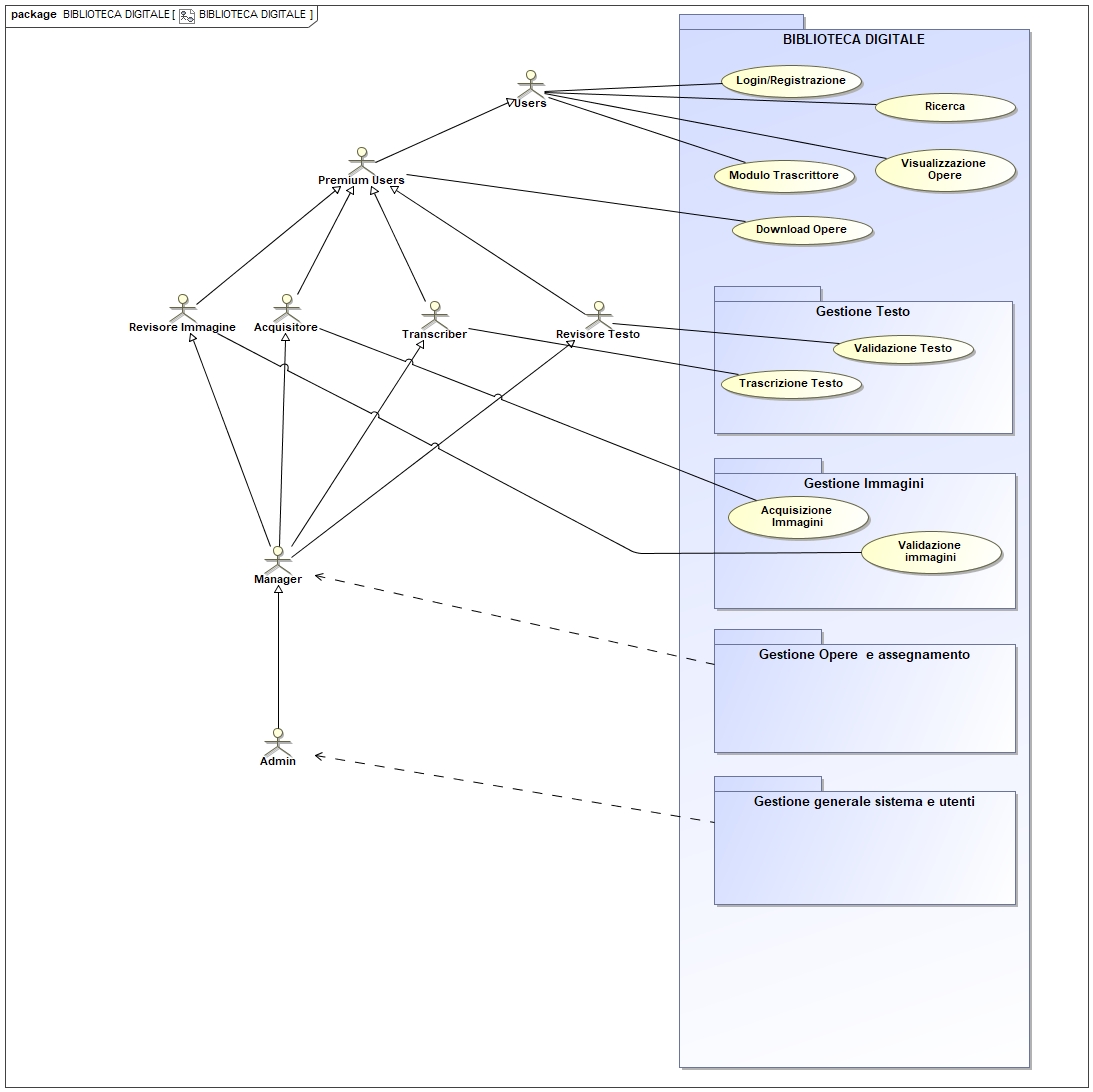 package BIBLIOTECA DIGITALE [ BIBLIOTECA DIGITALE ]
BIBLIOTECA DIGITALE
Login/Registrazione
Users
Ricerca
Visualizzazione
Opere
Modulo Trascrittore
Premium Users
Download Opere
Revisore Immagine
Acquisitore
Transcriber
Revisore Testo
Gestione Testo
Validazione Testo
Trascrizione Testo
Gestione Immagini
Acquisizione
Immagini
Validazione
immagini
Manager
Gestione Opere  e assegnamento
Admin
Gestione generale sistema e utenti